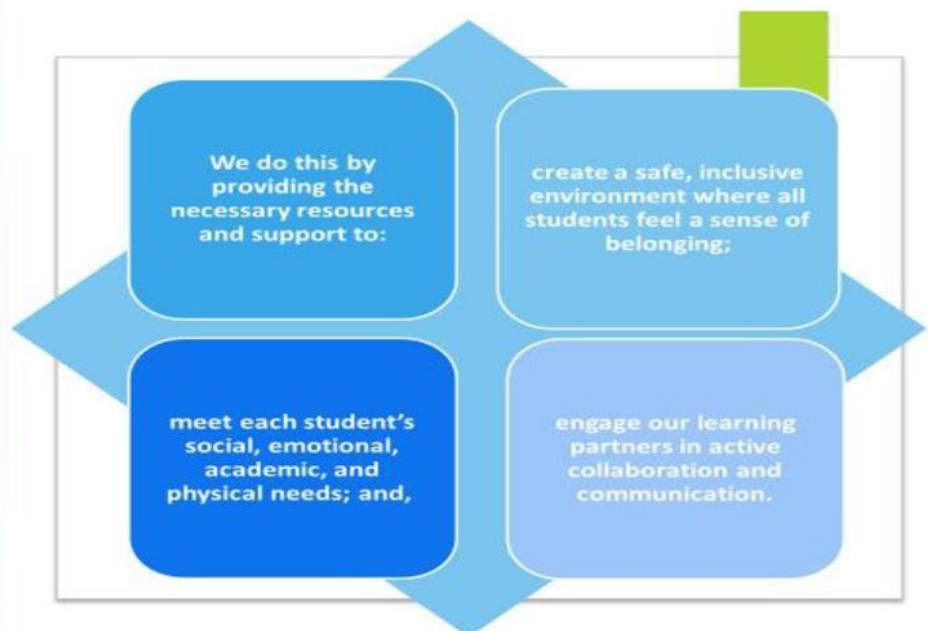 We do this by
providing the
necessary resources
and support to:
create a safe, inclusive
environment where all
students feel a sense of
belonging;
meet each student’s
social, emotional,
academic, and
physical needs; and,
engage our learning
partners in active
collaboration and
communication.